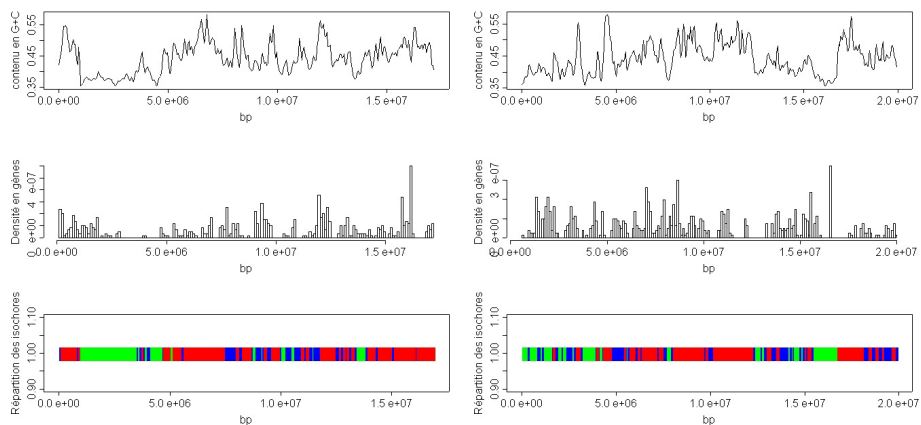 contenu en G+C
0.35 0.45 0.55
0.0 e+00 5.0 e+06 1.0 e+07 1.5 e+07
bp
contenu en G+C
0.35 0.45 0.55
0.0 e+00 5.0 e+06 1.0 e+07 1.5 e+07 2.0 e+07
bp
Densité en gènes
0 e+00 4 e-07
0.0 e+00 5.0 e+06 1.0 e+07 1.5 e+07
bp
Densité en gènes
0 e+00 3 e-07
0.0 e+00 5.0 e+06 1.0 e+07 1.5 e+07 2.0 e+07
bp
Répartition des isochores
0.90 1.00 1.10
0.0 e+00 5.0 e+06 1.0 e+07 1.5 e+07
bp
Répartition des isochores
0.90 1.00 1.10
0.0 e+00 5.0 e+06 1.0 e+07 1.5 e+07 2.0 e+07
bp